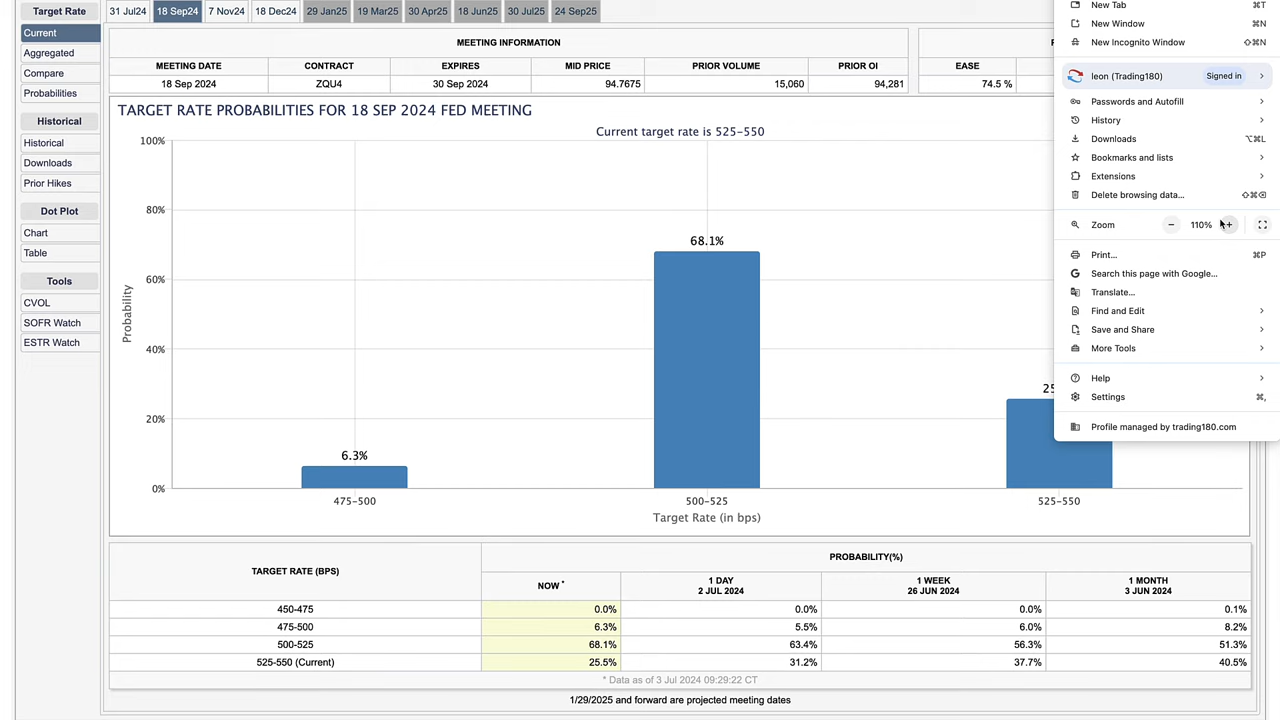 Target Rate
Current
Aggregated
Compare
Probabilities
Historical
Historical
Downloads
Prior Hikes
Dot Plot
Chart
Table
Tools
CVOL
SOFR Watch
ESTR Watch
31 Jul24 18 Sep24 7 Nov24 18 Dec24 29 Jan25 19 Mar25 30 Apr25 18 Jun25 30 Jul25 24 Sep25
MEETING INFORMATION
MEETING DATE CONTRACT EXPIRES MID PRICE PRIOR VOLUME PRIOR OI EASE
18 Sep 2024 ZQU4 30 Sep 2024 94.7675 15,060 94,281 74.5 %
TARGET RATE PROBABILITIES FOR 18 SEP 2024 FED MEETING
Current target rate is 525-550
100%
80%
60%
40%
20%
0%
Probability
6.3%
68.1%
25
475-500 500-525 525-550
Target Rate (in bps)
TARGET RATE (BPS) PROBABILITY(%)
NOW * 1 DAY 1 WEEK 1 MONTH
2 JUL 2024 26 JUN 2024 3 JUN 2024
450-475 0.0% 0.0% 0.0% 0.1%
475-500 6.3% 5.5% 6.0% 8.2%
500-525 68.1% 63.4% 56.3% 51.3%
525-550 (Current) 25.5% 31.2% 37.7% 40.5%
* Data as of 3 Jul 2024 09:29:22 CT
1/29/2025 and forward are projected meeting dates
New Tab ⌘T
New Window ⌘N
New Incognito Window ⇧⌘N
leon (Trading180) Signed in
Passwords and Autofill
History
Downloads ⌥⌘L
Bookmarks and lists
Extensions
Delete browsing data... ⇧⌘⌫
Zoom − 110% +
Print... ⌘P
Search this page with Google...
Translate...
Find and Edit
Save and Share
More Tools
Help
Settings ⌘,
Profile managed by trading180.com